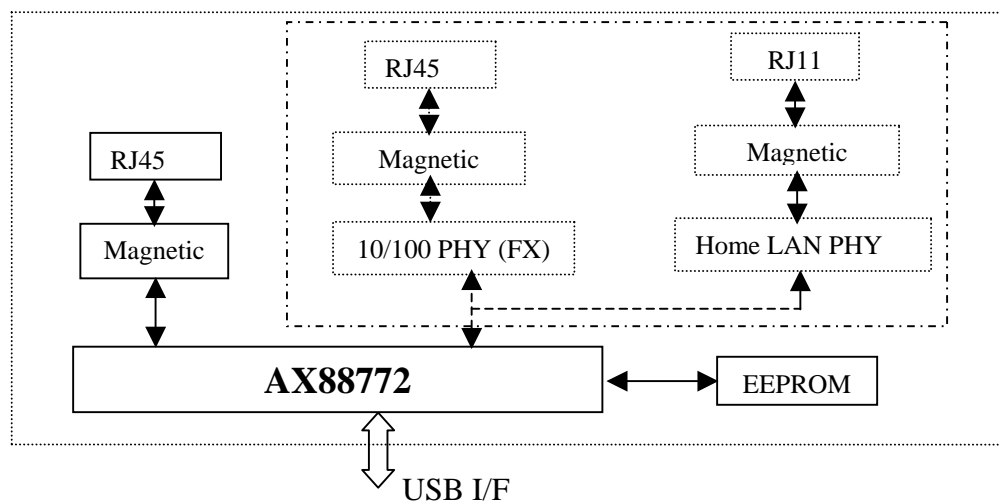 RJ45
RJ11
RJ45
Magnetic
Magnetic
Magnetic
10/100 PHY (FX)
Home LAN PHY
AX88772
EEPROM
USB I/F